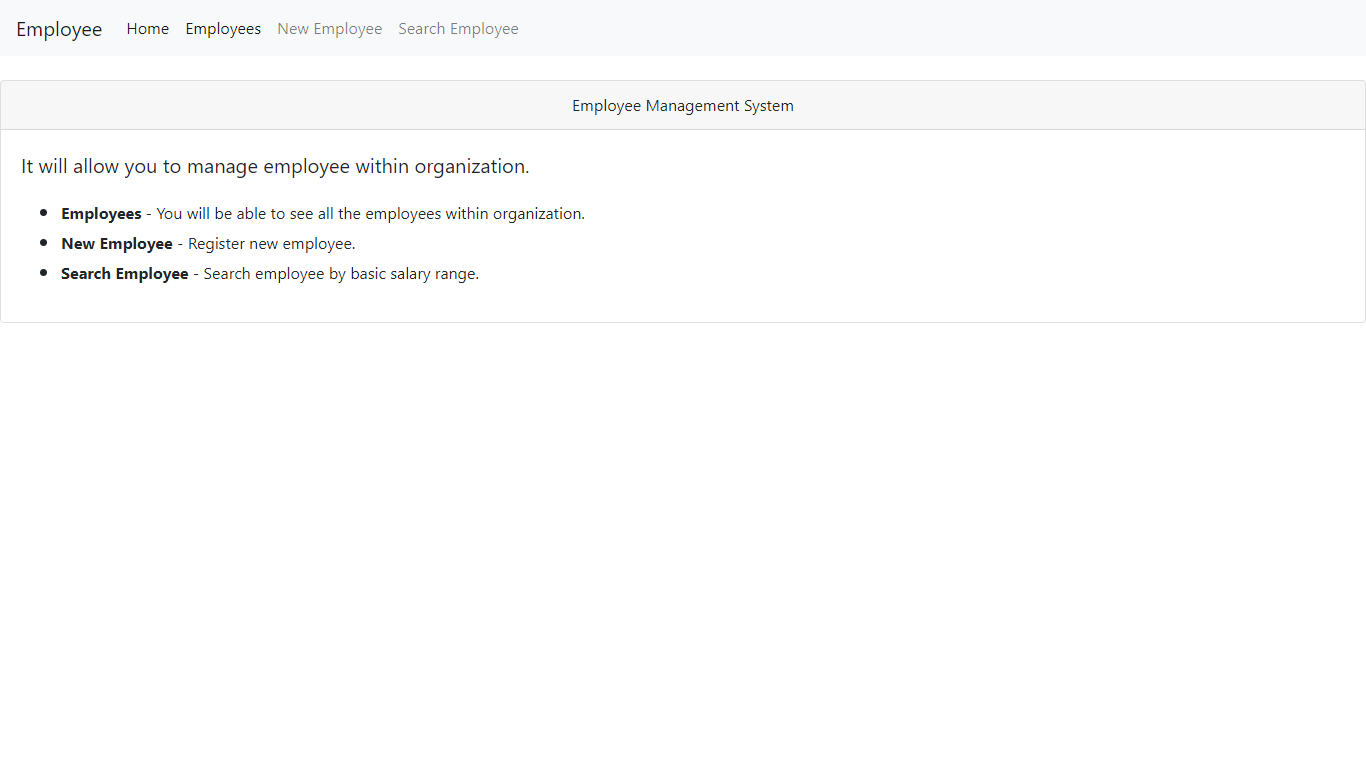 Employee Home Employees New Employee Search Employee
Employee Management System
It will allow you to manage employee within organization.
Employees - You will be able to see all the employees within organization.
New Employee - Register new employee.
Search Employee - Search employee by basic salary range.